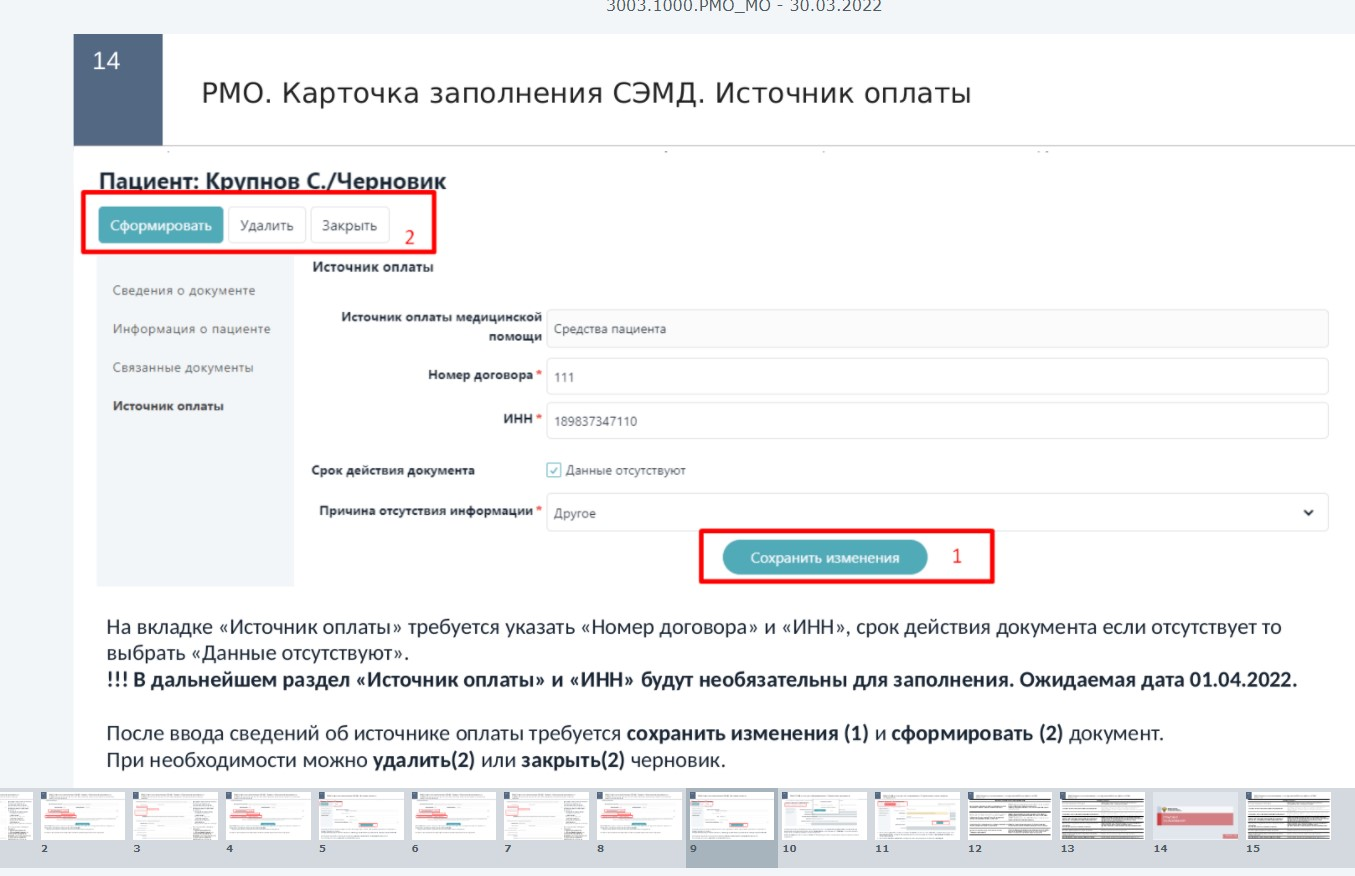 3003.1000.РМО_МО - 30.03.2022
14
РМО. Карточка заполнения СЭМД. Источник оплаты
Пациент: Крупнов С./Черновик
Сформировать Удалить Закрыть 2
Сведения о документе
Информация о пациенте
Связанные документы
Источник оплаты
Источник оплаты
Источник оплаты медицинской
помощи
Средства пациента
Номер договора * 111
ИНН * 189837347110
Срок действия документа Данные отсутствуют
Причина отсутствия информации * Другое
Сохранить изменения 1
На вкладке «Источник оплаты» требуется указать «Номер договора» и «ИНН», срок действия документа если отсутствует то
выбрать «Данные отсутствуют».
!!! В дальнейшем раздел «Источник оплаты» и «ИНН» будут необязательны для заполнения. Ожидаемая дата 01.04.2022.
После ввода сведений об источнике оплаты требуется сохранить изменения (1) и сформировать (2) документ.
При необходимости можно удалить(2) или закрыть(2) черновик.
2 3 4 5 6 7 8 9 10 11 12 13 14 15